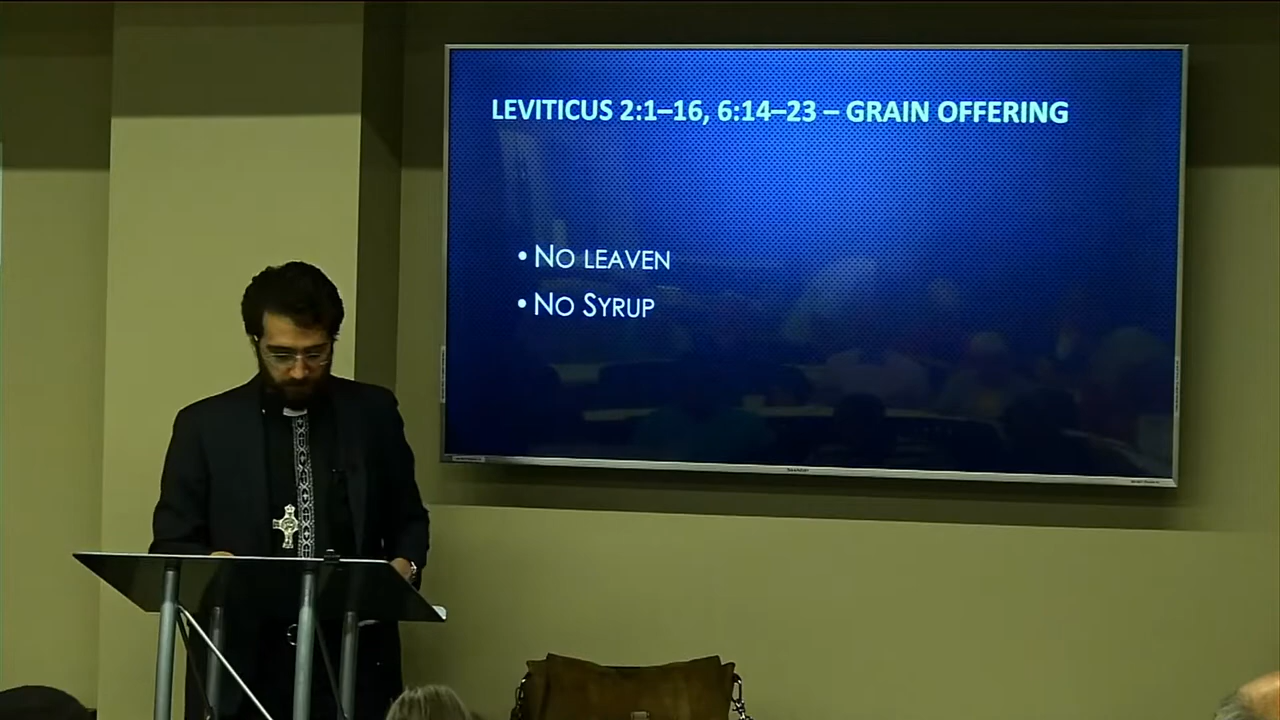 LEVITICUS 2:1–16, 6:14–23 – GRAIN OFFERING
• NO LEAVEN
• NO SYRUP